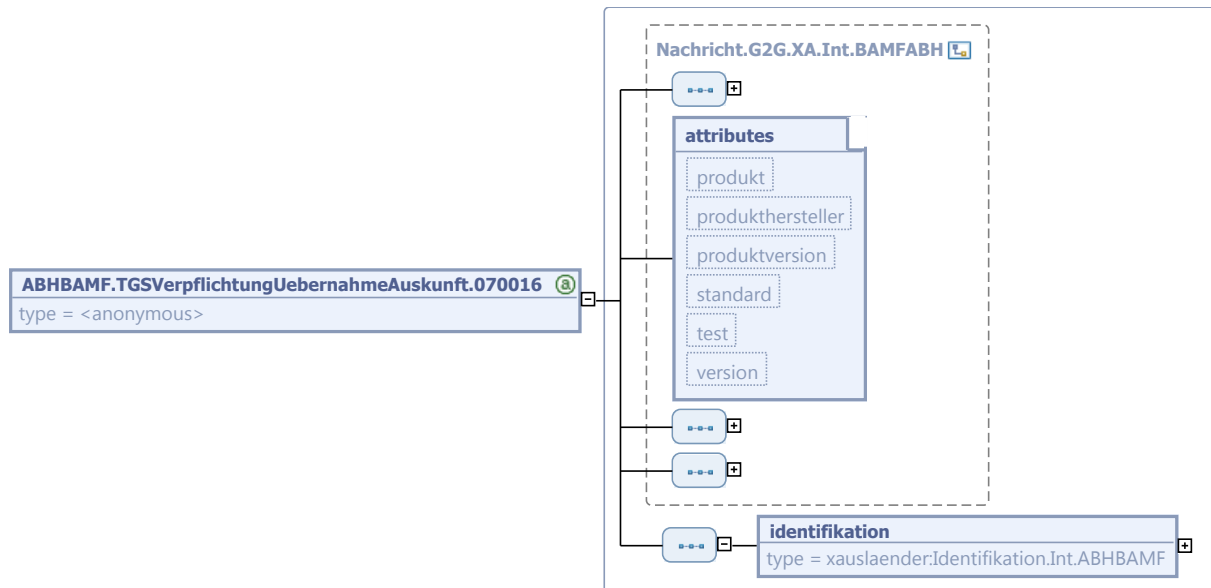 Nachricht.G2G.XA.Int.BAMFABH
attributes
produkt
produkthersteller
produktversion
standard
test
version
ABHBAMF.TGSVerpflichtungUebernahmeAuskunft.070016 a
type = <anonymous>
identifikation
type = xauslaender:Identifikation.Int.ABHBAMF